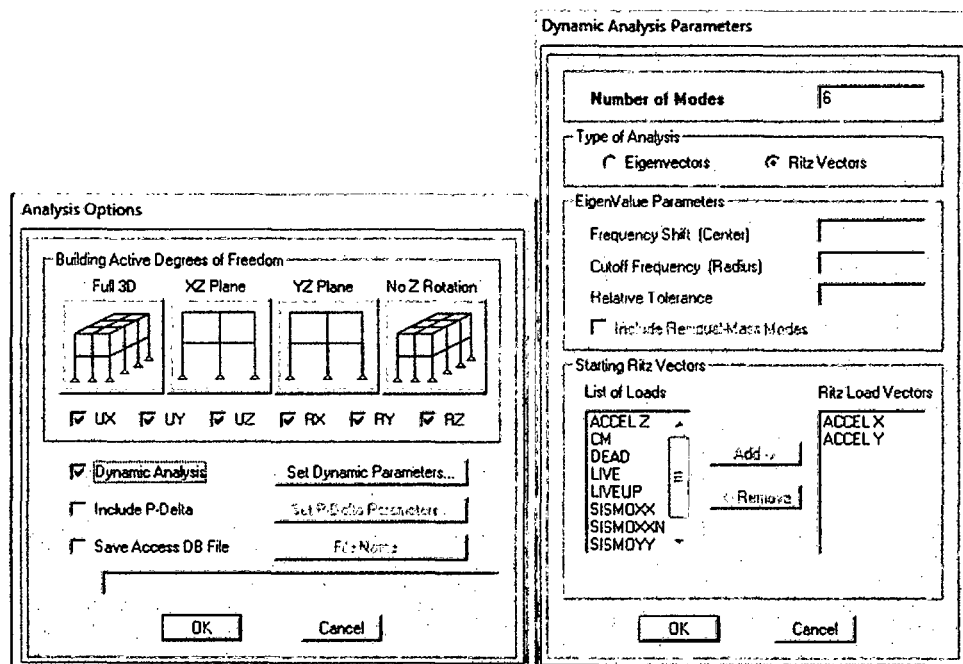 Analysis Options
Building Active Degrees of Freedom
Full 3D XZ Plane YZ Plane No Z Rotation
UX UY UZ RX RY RZ
Dynamic Analysis Set Dynamic Parameters...
Include P-Delta Set P-Delta Parameters...
Save Access DB File File Name
OK Cancel
Dynamic Analysis Parameters
Number of Modes 6
Type of Analysis
Eigenvectors Ritz Vectors
EigenValue Parameters
Frequency Shift (Center)
Cutoff Frequency (Radius)
Relative Tolerance
Include Residual-Mass Modes
Starting Ritz Vectors
List of Loads Ritz Load Vectors
ACCEL Z ACCEL X
CM ACCEL Y
DEAD Add ->
LIVE
LIVEUP <- Remove
SISMOXX
SISMOXXN
SISMOYY
OK Cancel